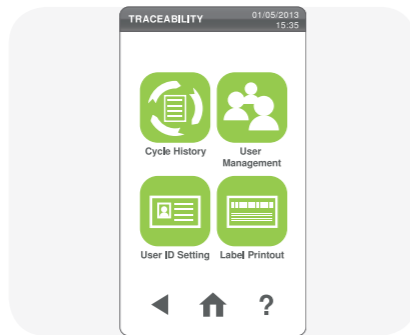 TRACEABILITY
01/05/2013
15:35
Cycle History
User
Management
User ID Setting
Label Printout
?